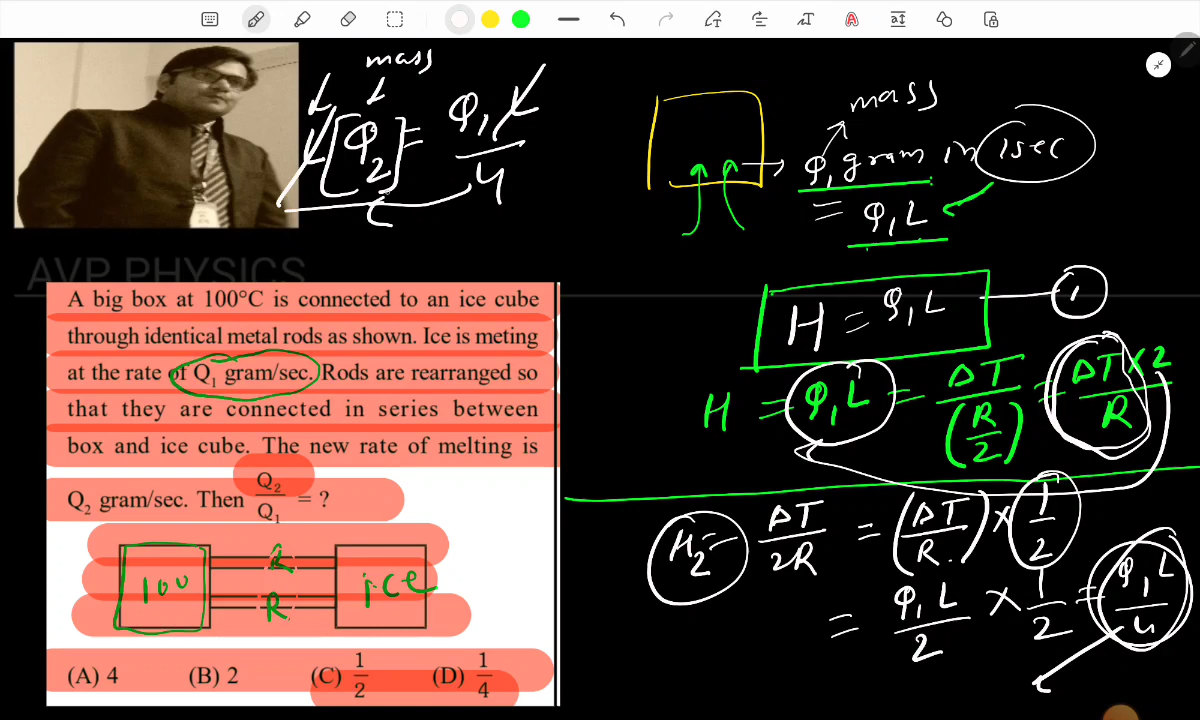 mass
L [Q₂] = Q₁L / 4
mass
Q₁ gram in 1sec
= Q₁L
H = Q₁L — 1
H = Q₁L = ΔT / (R/2) = ΔT×2 / R
H₂ = ΔT / 2R = (ΔT / R) × 1/2
= Q₁L / 2 × 1/2 = Q₁L / 4
AVP PHYSICS
A big box at 100°C is connected to an ice cube
through identical metal rods as shown. Ice is meting
at the rate of Q₁ gram/sec. Rods are rearranged so
that they are connected in series between
box and ice cube. The new rate of melting is
Q₂ gram/sec. Then Q₂/Q₁ = ?
100 R ice
R
(A) 4 (B) 2 (C) 1/2 (D) 1/4